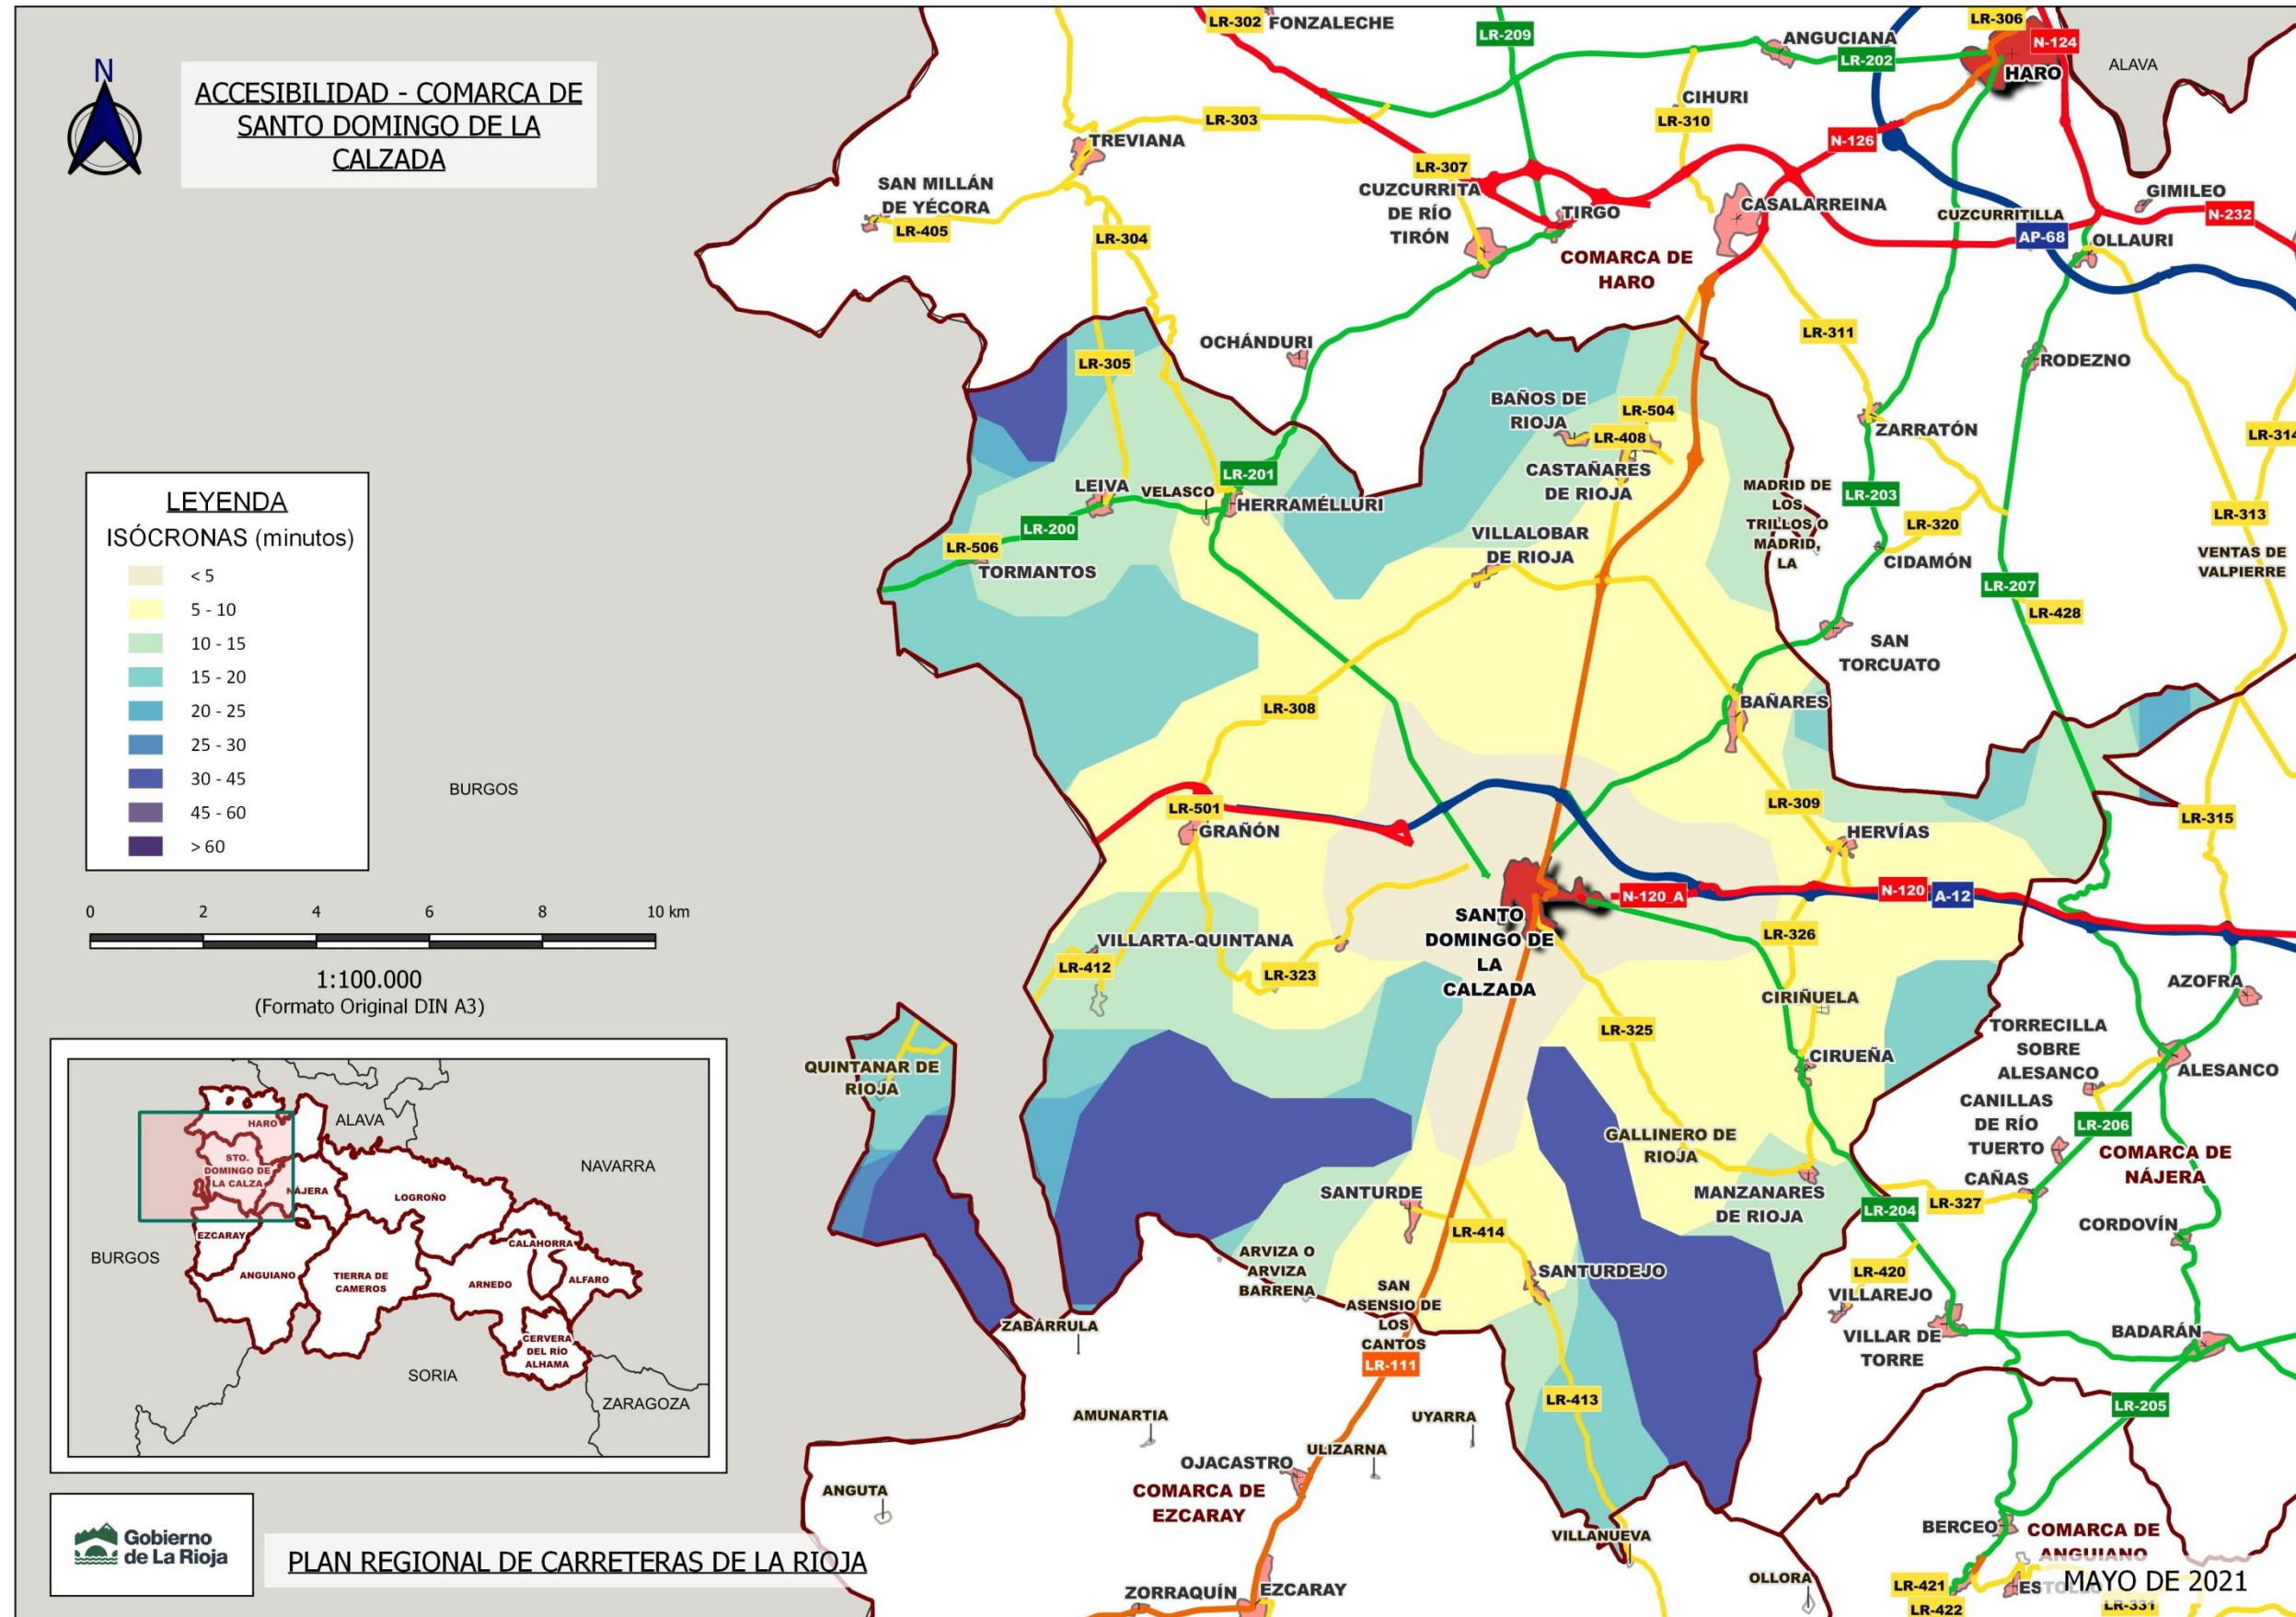 ACCESIBILIDAD - COMARCA DE
SANTO DOMINGO DE LA
CALZADA
N
LEYENDA
ISÓCRONAS (minutos)
< 5
5 - 10
10 - 15
15 - 20
20 - 25
25 - 30
30 - 45
45 - 60
> 60
0 2 4 6 8 10 km
1:100.000
(Formato Original DIN A3)
BURGOS
ALAVA
HARO
STO.
DOMINGO DE
LA CALZA
NÁJERA
LOGROÑO
NAVARRA
EZCARAY
BURGOS
ANGUIANO
TIERRA DE
CAMEROS
ARNEDO
CALAHORRA
ALFARO
CERVERA
DEL RÍO
ALHAMA
SORIA
ZARAGOZA
Gobierno
de La Rioja
PLAN REGIONAL DE CARRETERAS DE LA RIOJA
LR-302
FONZALECHE
LR-209
ANGUCIANA
LR-202
LR-306
N-124
HARO
ALAVA
LR-303
TREVIANA
CIHURI
LR-310
N-126
LR-307
CUZCURRITA
DE RÍO
TIRÓN
TIRGO
SAN MILLÁN
DE YÉCORA
LR-405
LR-304
COMARCA DE
HARO
CASALARREINA
GIMILEO
N-232
CUZCURRITILLA
AP-68
OLLAURI
LR-305
OCHÁNDURI
LR-311
RODEZNO
BAÑOS DE
RIOJA
LR-504
LR-408
CASTAÑARES
DE RIOJA
ZARRATÓN
LR-314
LR-201
LEIVA
VELASCO
HERRAMÉLLURI
LR-200
LR-506
TORMANTOS
VILLALOBAR
DE RIOJA
MADRID DE
LOS
TRILLOS O
MADRID,
LA
LR-203
LR-320
CIDAMÓN
LR-313
VENTAS DE
VALPIERRE
LR-207
LR-428
SAN
TORCUATO
LR-308
BAÑARES
LR-501
GRAÑÓN
LR-309
HERVÍAS
LR-315
N-120_A
N-120
A-12
SANTO
DOMINGO DE
LA
CALZADA
VILLARTA-QUINTANA
LR-412
LR-323
LR-326
CIRIÑUELA
AZOFRA
LR-325
CIRUEÑA
TORRECILLA
SOBRE
ALESANCO
ALESANCO
QUINTANAR DE
RIOJA
CANILLAS
DE RÍO
TUERTO
LR-206
GALLINERO DE
RIOJA
COMARCA DE
NÁJERA
SANTURDE
MANZANARES
DE RIOJA
CAÑAS
LR-327
LR-204
LR-414
CORDOVÍN
ARVIZA O
ARVIZA
BARRENA
SANTURDEJO
LR-420
VILLAREJO
SAN
ASENSIO DE
LOS
CANTOS
ZABÁRRULA
VILLAR DE
TORRE
BADARÁN
LR-111
LR-413
LR-205
AMUNARTIA
UYARRA
ULIZARNA
OJACASTRO
ANGUTA
COMARCA DE
EZCARAY
VILLANUEVA
BERCEO
COMARCA DE
ANGUIANO
OLLORA
ZORRAQUÍN
EZCARAY
LR-421
LR-422
LR-331
MAYO DE 2021